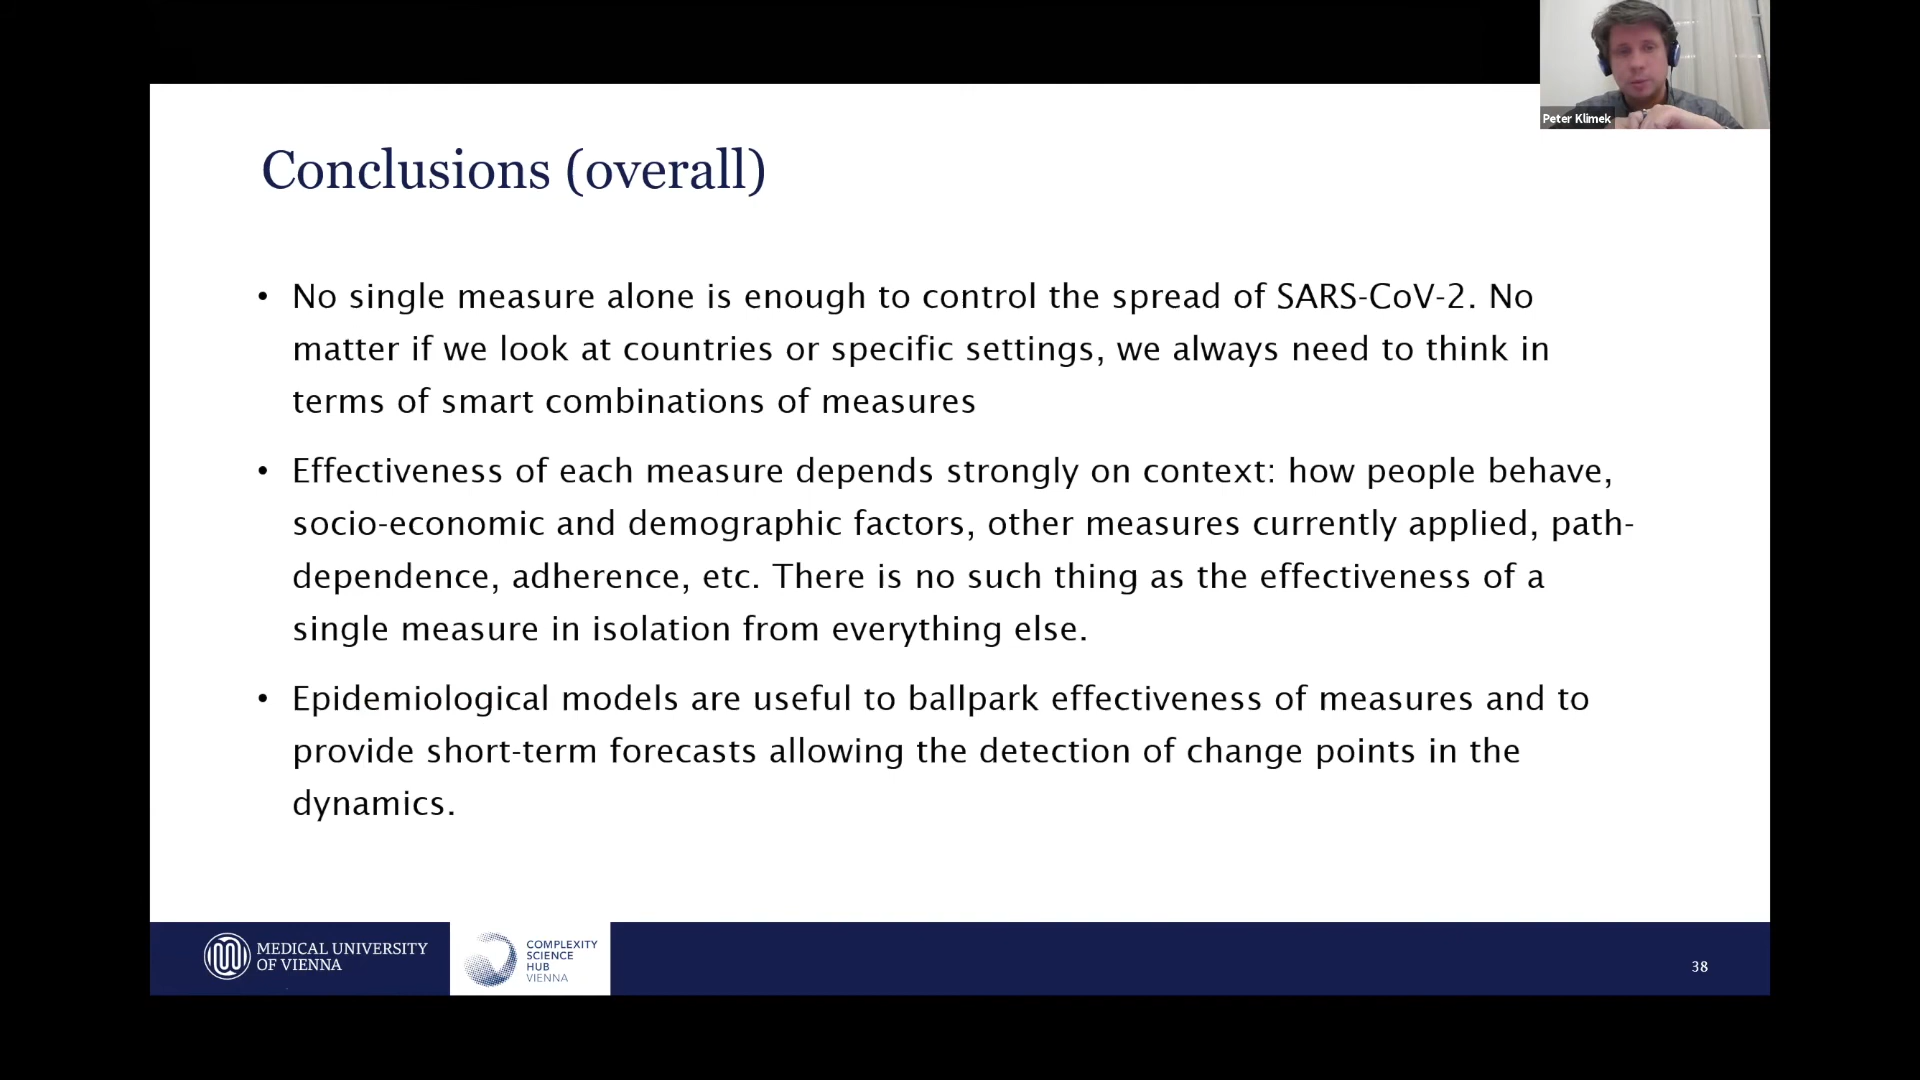 Peter Klimek
Conclusions (overall)
• No single measure alone is enough to control the spread of SARS-CoV-2. No
matter if we look at countries or specific settings, we always need to think in
terms of smart combinations of measures
• Effectiveness of each measure depends strongly on context: how people behave,
socio-economic and demographic factors, other measures currently applied, path-
dependence, adherence, etc. There is no such thing as the effectiveness of a
single measure in isolation from everything else.
• Epidemiological models are useful to ballpark effectiveness of measures and to
provide short-term forecasts allowing the detection of change points in the
dynamics.
MEDICAL UNIVERSITY
OF VIENNA
COMPLEXITY
SCIENCE
HUB
VIENNA
38